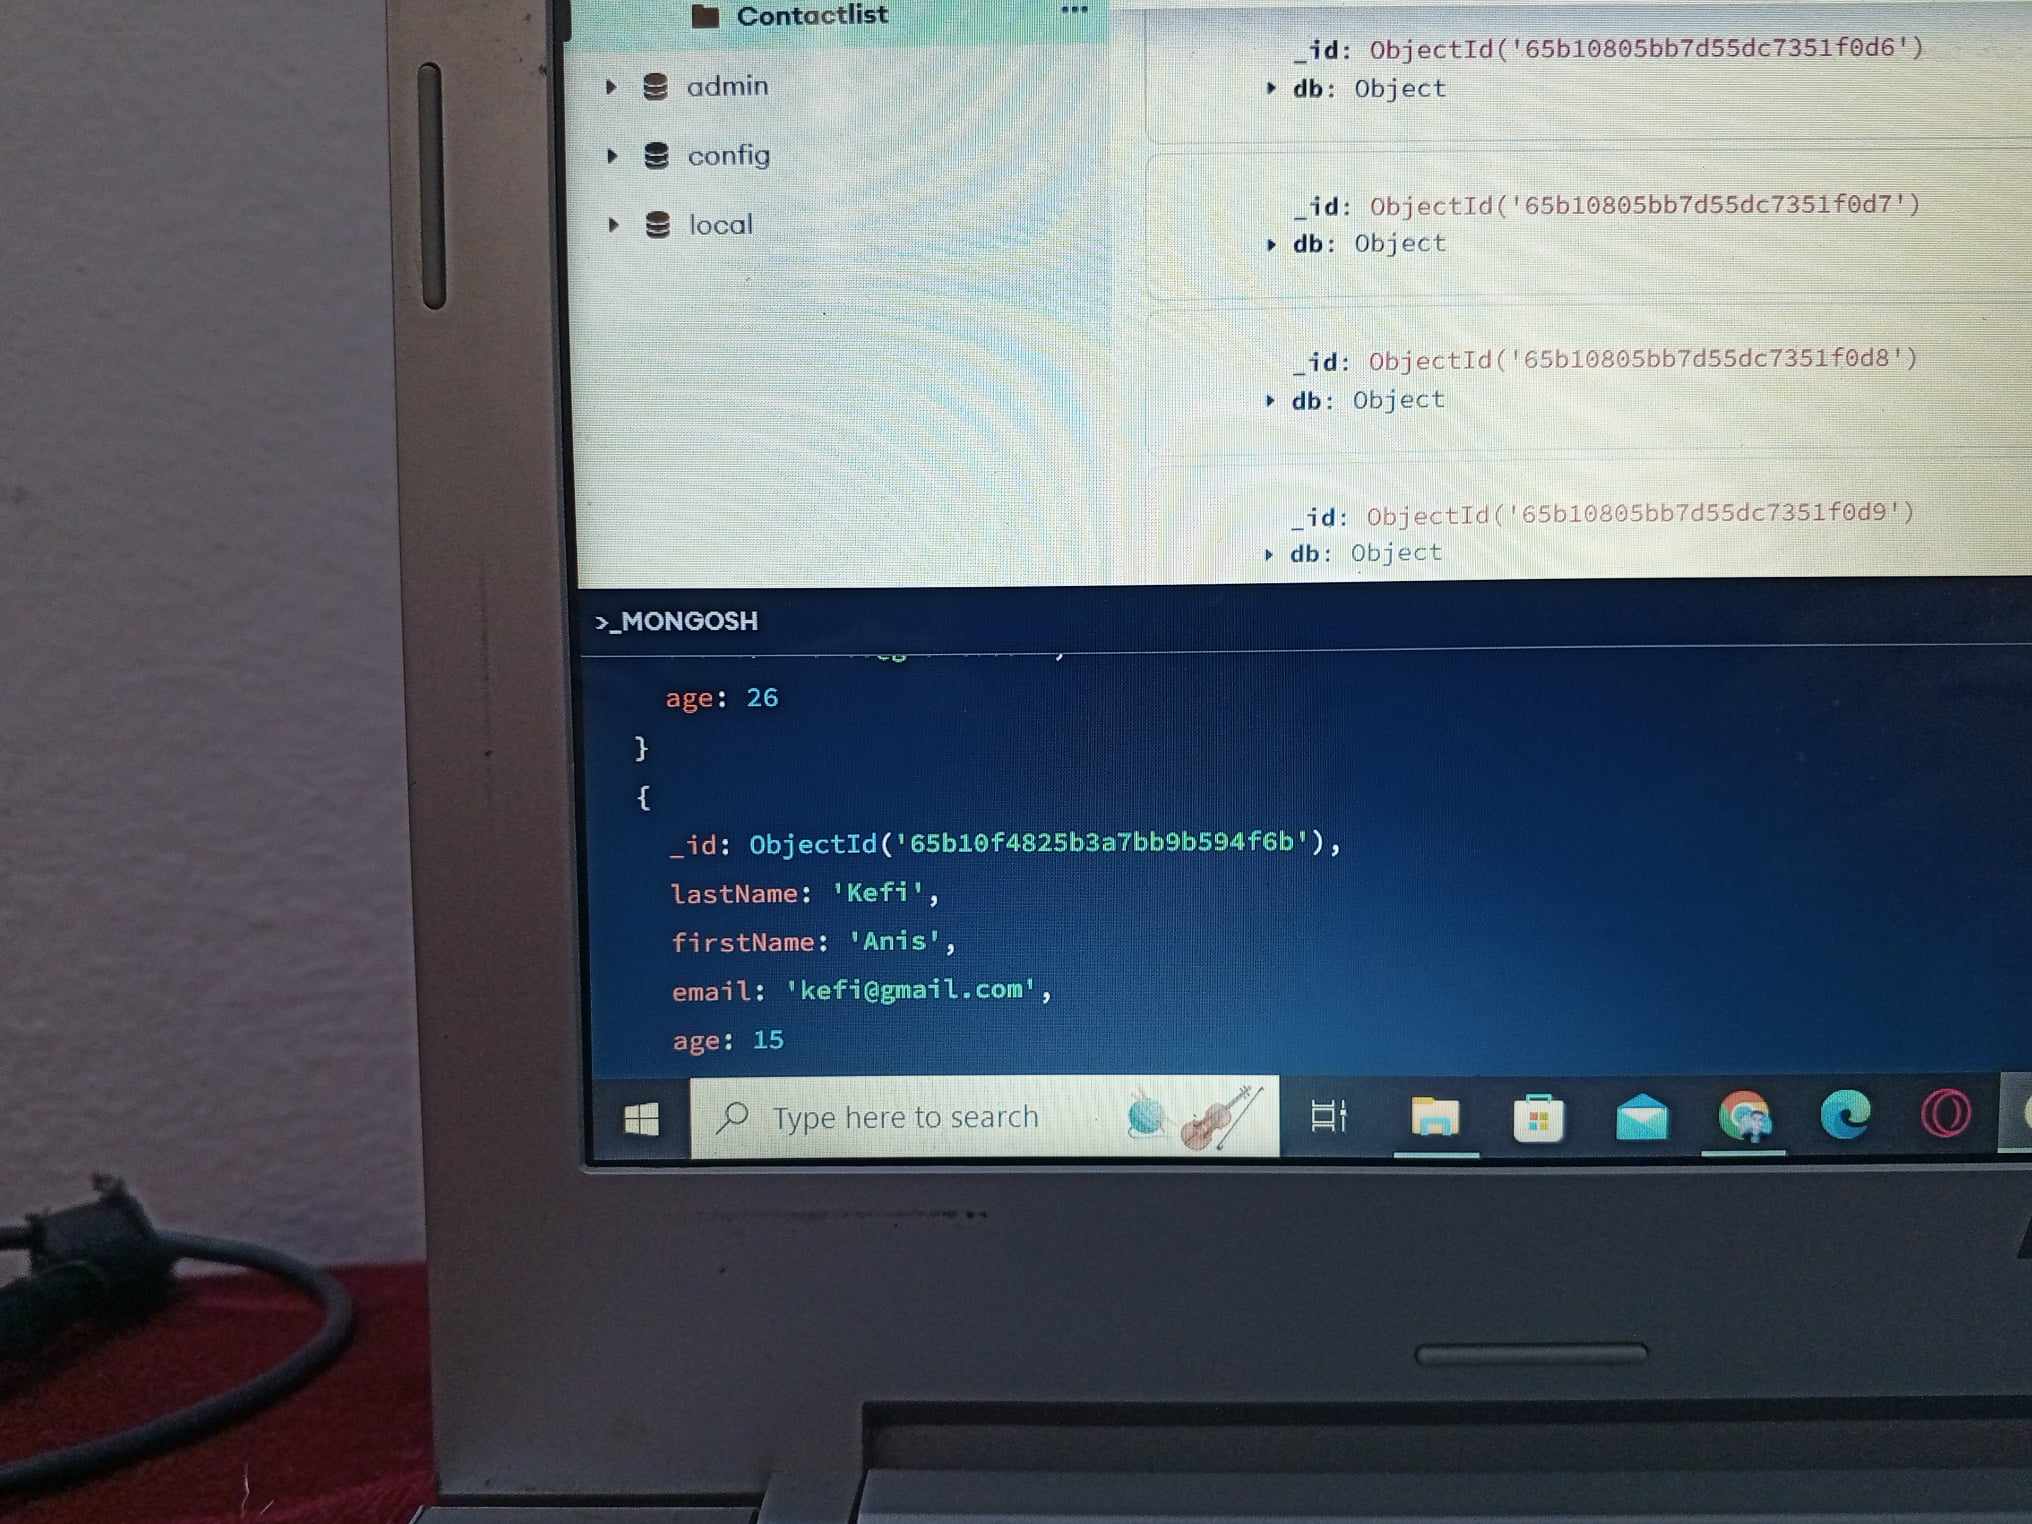 Contactlist
admin
config
local
_id: ObjectId('65b10805bb7d55dc7351f0d6')
db: Object
_id: ObjectId('65b10805bb7d55dc7351f0d7')
db: Object
_id: ObjectId('65b10805bb7d55dc7351f0d8')
db: Object
_id: ObjectId('65b10805bb7d55dc7351f0d9')
db: Object
>_MONGOSH
age: 26
}
{
_id: ObjectId('65b10f4825b3a7bb9b594f6b'),
lastName: 'Kefi',
firstName: 'Anis',
email: 'kefi@gmail.com',
age: 15
Type here to search